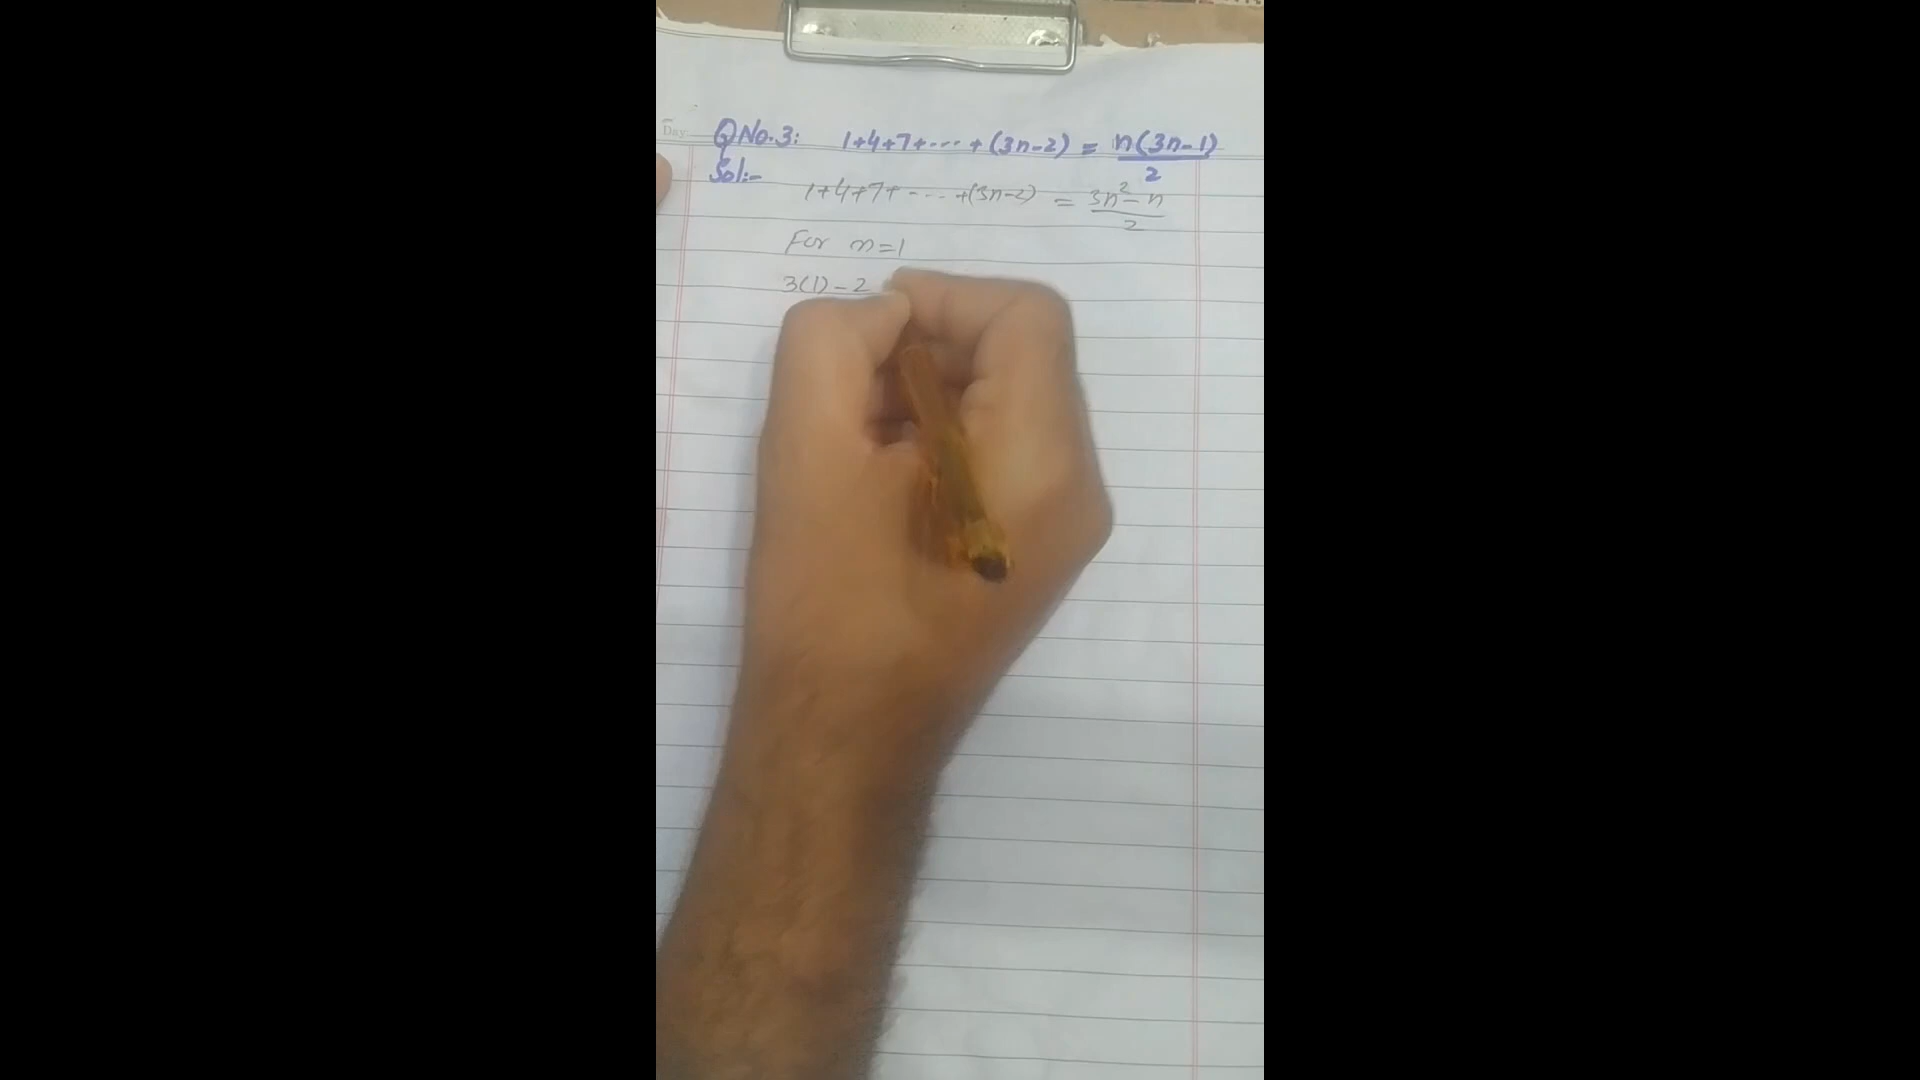 Day:
Q No. 3: 1+4+7+----+(3n-2) = n(3n-1)/2
Sol:-
1+4+7+----+(3n-2) = 3n²-n/2
For n=1
3(1)-2